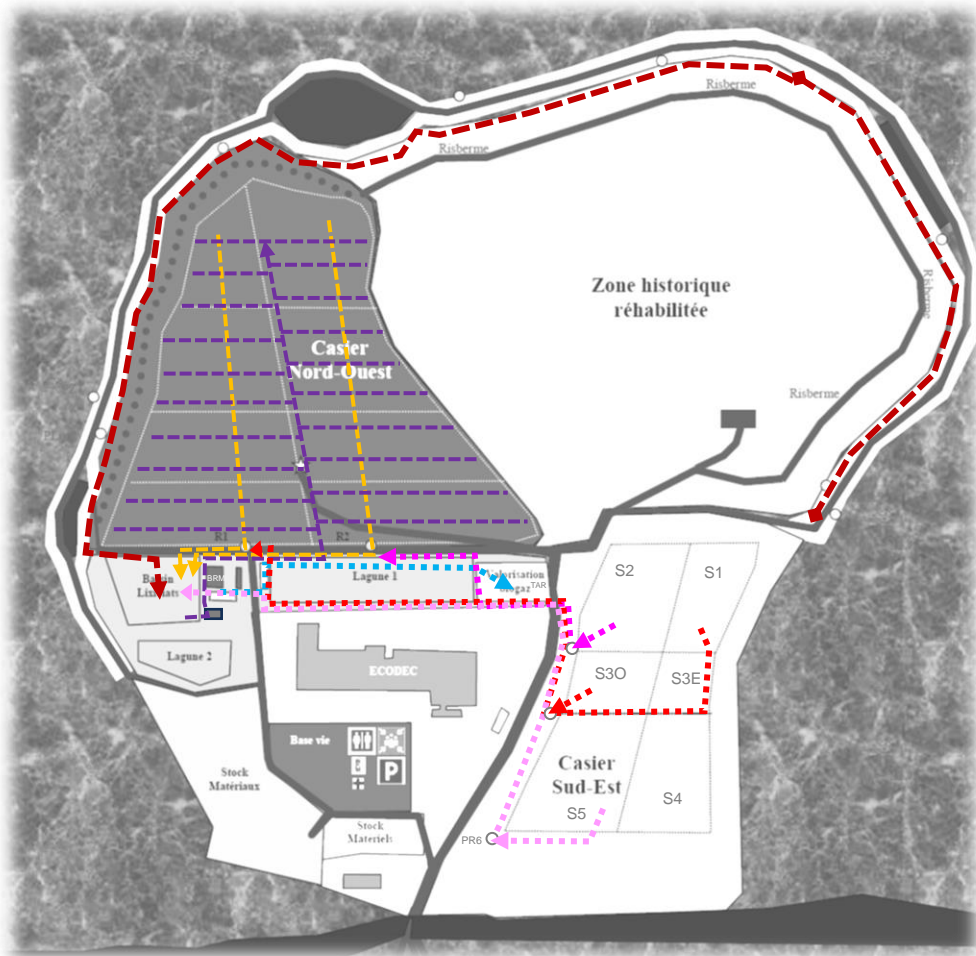 Risberme
Risberme
Zone historique
réhabilitée
Risberme
Casier
Nord-Ouest
Risberme
R1
R2
S2
S1
BRM
Bassin
Lixiviats
Lagune 1
Valorisation
Biogaz
TAR
Lagune 2
ECODEC
S3O
S3E
Base vie
P
Casier
Sud-Est
Stock
Matériaux
S4
S5
Stock
Materiels
PR6